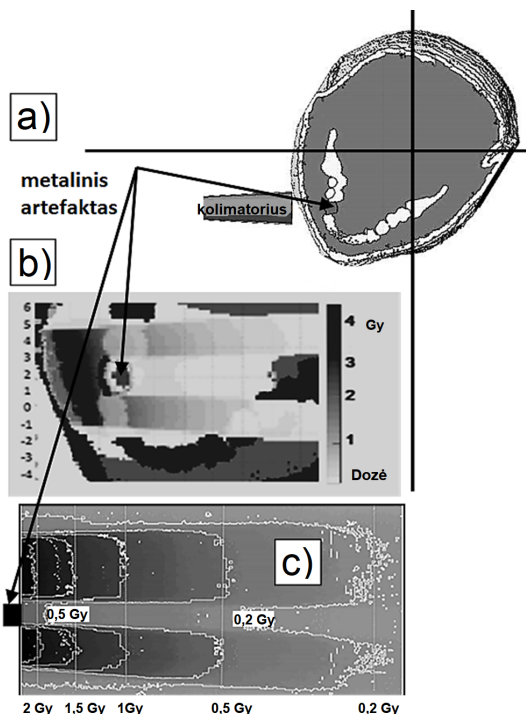 a)
metalinis
artefaktas
kolimatorius
b)
6
5
4
3
2
1
0
-1
-2
-3
-4
4
Gy
3
2
1
Dozė
c)
0,5 Gy
0,2 Gy
2 Gy 1,5 Gy 1Gy 0,5 Gy 0,2 Gy